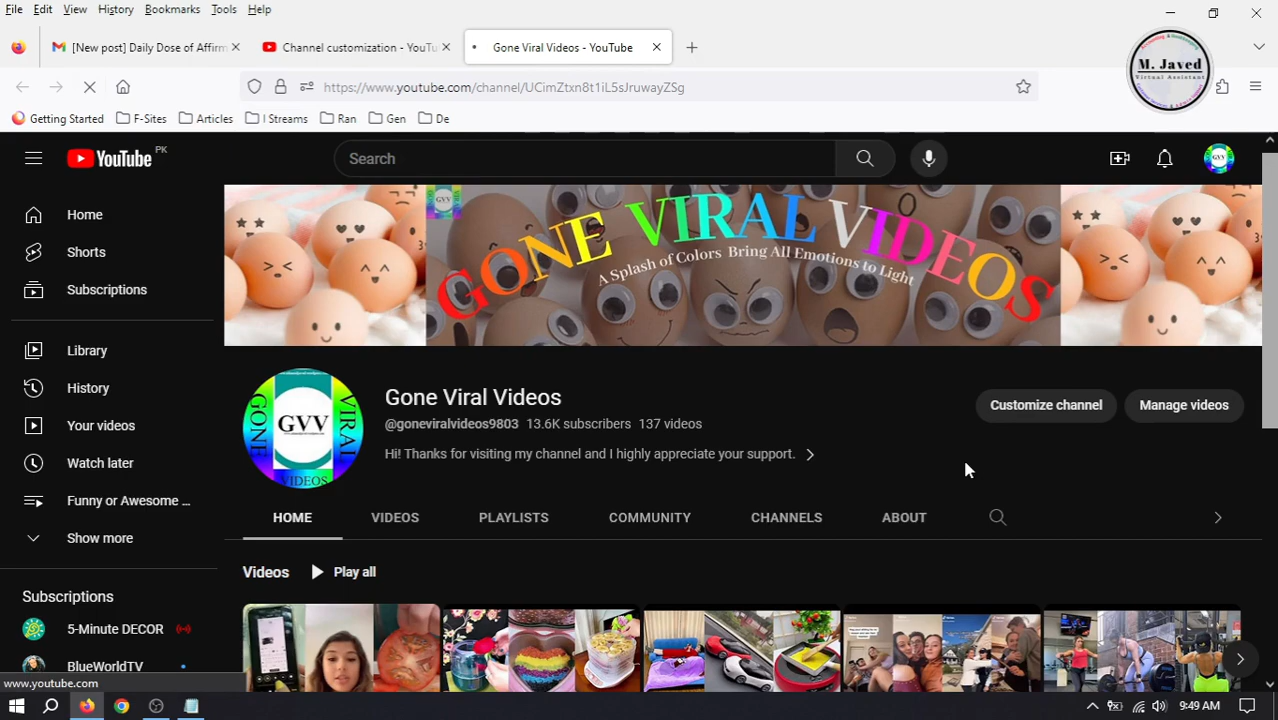 File Edit View History Bookmarks Tools Help
[New post] Daily Dose of Affirm
Channel customization - YouTu
Gone Viral Videos - YouTube
M. Javed
Virtual Assistant
https://www.youtube.com/channel/UCimZtxn8t1iL5sJruwayZSg
Getting Started F-Sites Articles I Streams Ran Gen De
YouTube PK
Search
GVV
Home
Shorts
Subscriptions
Library
History
Your videos
Watch later
Funny or Awesome ...
Show more
Subscriptions
5-Minute DECOR
BlueWorldTV
GONE VIRAL VIDEOS
A Splash of Colors Bring All Emotions to Light
GONE
GVV
VIRAL
VIDEOS
Gone Viral Videos
@goneviralvideos9803 13.6K subscribers 137 videos
Hi! Thanks for visiting my channel and I highly appreciate your support.
Customize channel
Manage videos
HOME VIDEOS PLAYLISTS COMMUNITY CHANNELS ABOUT
Videos Play all
www.youtube.com
9:49 AM